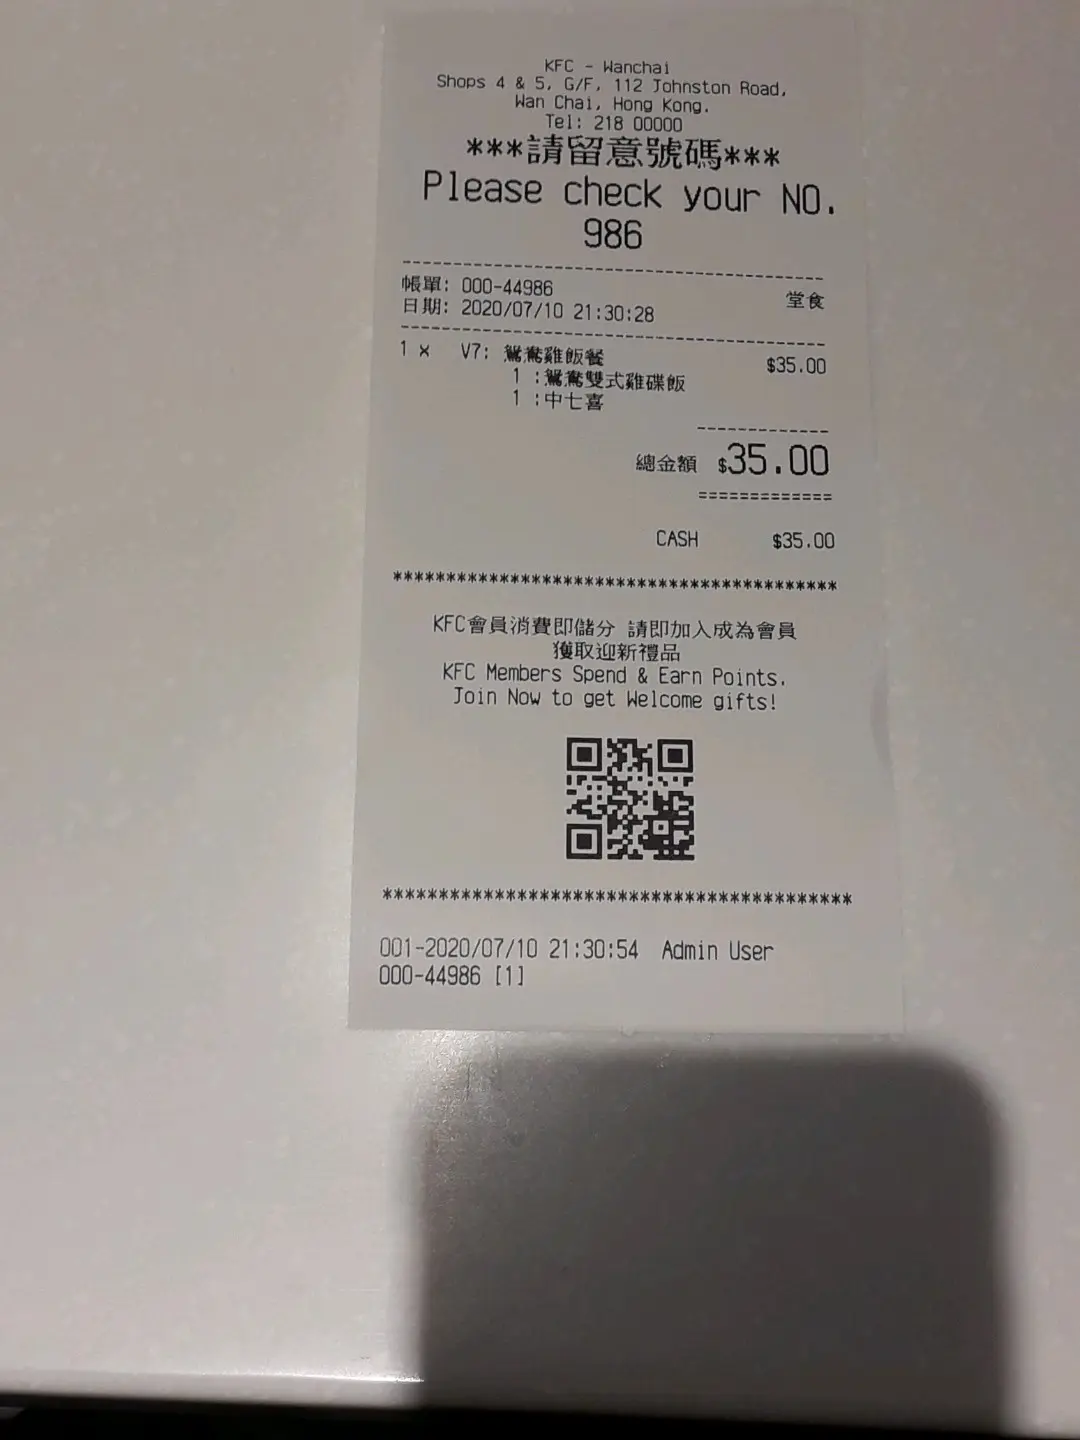 KFC - Wanchai
Shops 4 & 5, G/F, 112 Johnston Road,
Wan Chai, Hong Kong.
Tel: 218 00000
***請留意號碼***
Please check your NO.
986
帳單: 000-44986 堂食
日期: 2020/07/10 21:30:28
1 x V7: 鴛鴦雞飯餐 $35.00
1 :鴛鴦雙式雞碟飯
1 :中七喜
總金額 $35.00
CASH $35.00
KFC會員消費即儲分 請即加入成為會員
獲取迎新禮品
KFC Members Spend & Earn Points.
Join Now to get Welcome gifts!
001-2020/07/10 21:30:54 Admin User
000-44986 [1]